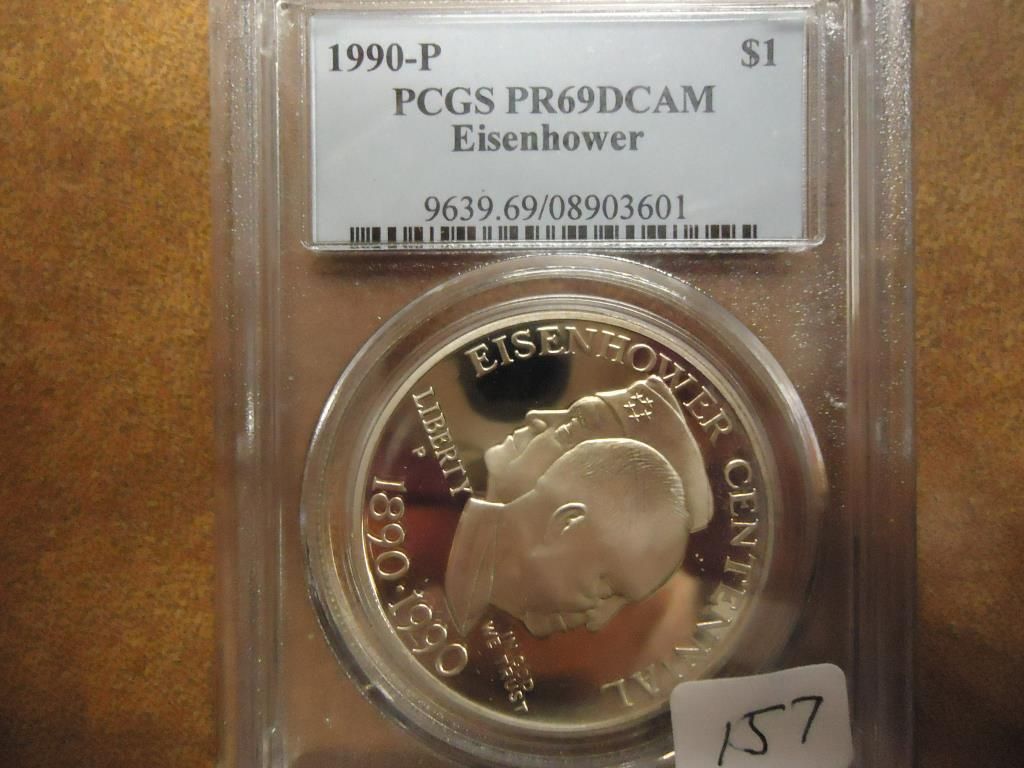 1990-P $1
PCGS PR69DCAM
Eisenhower
9639.69/08903601
EISENHOWER CENTENNIAL
LIBERTY
P
1890·1990
IN GOD
WE TRUST
157